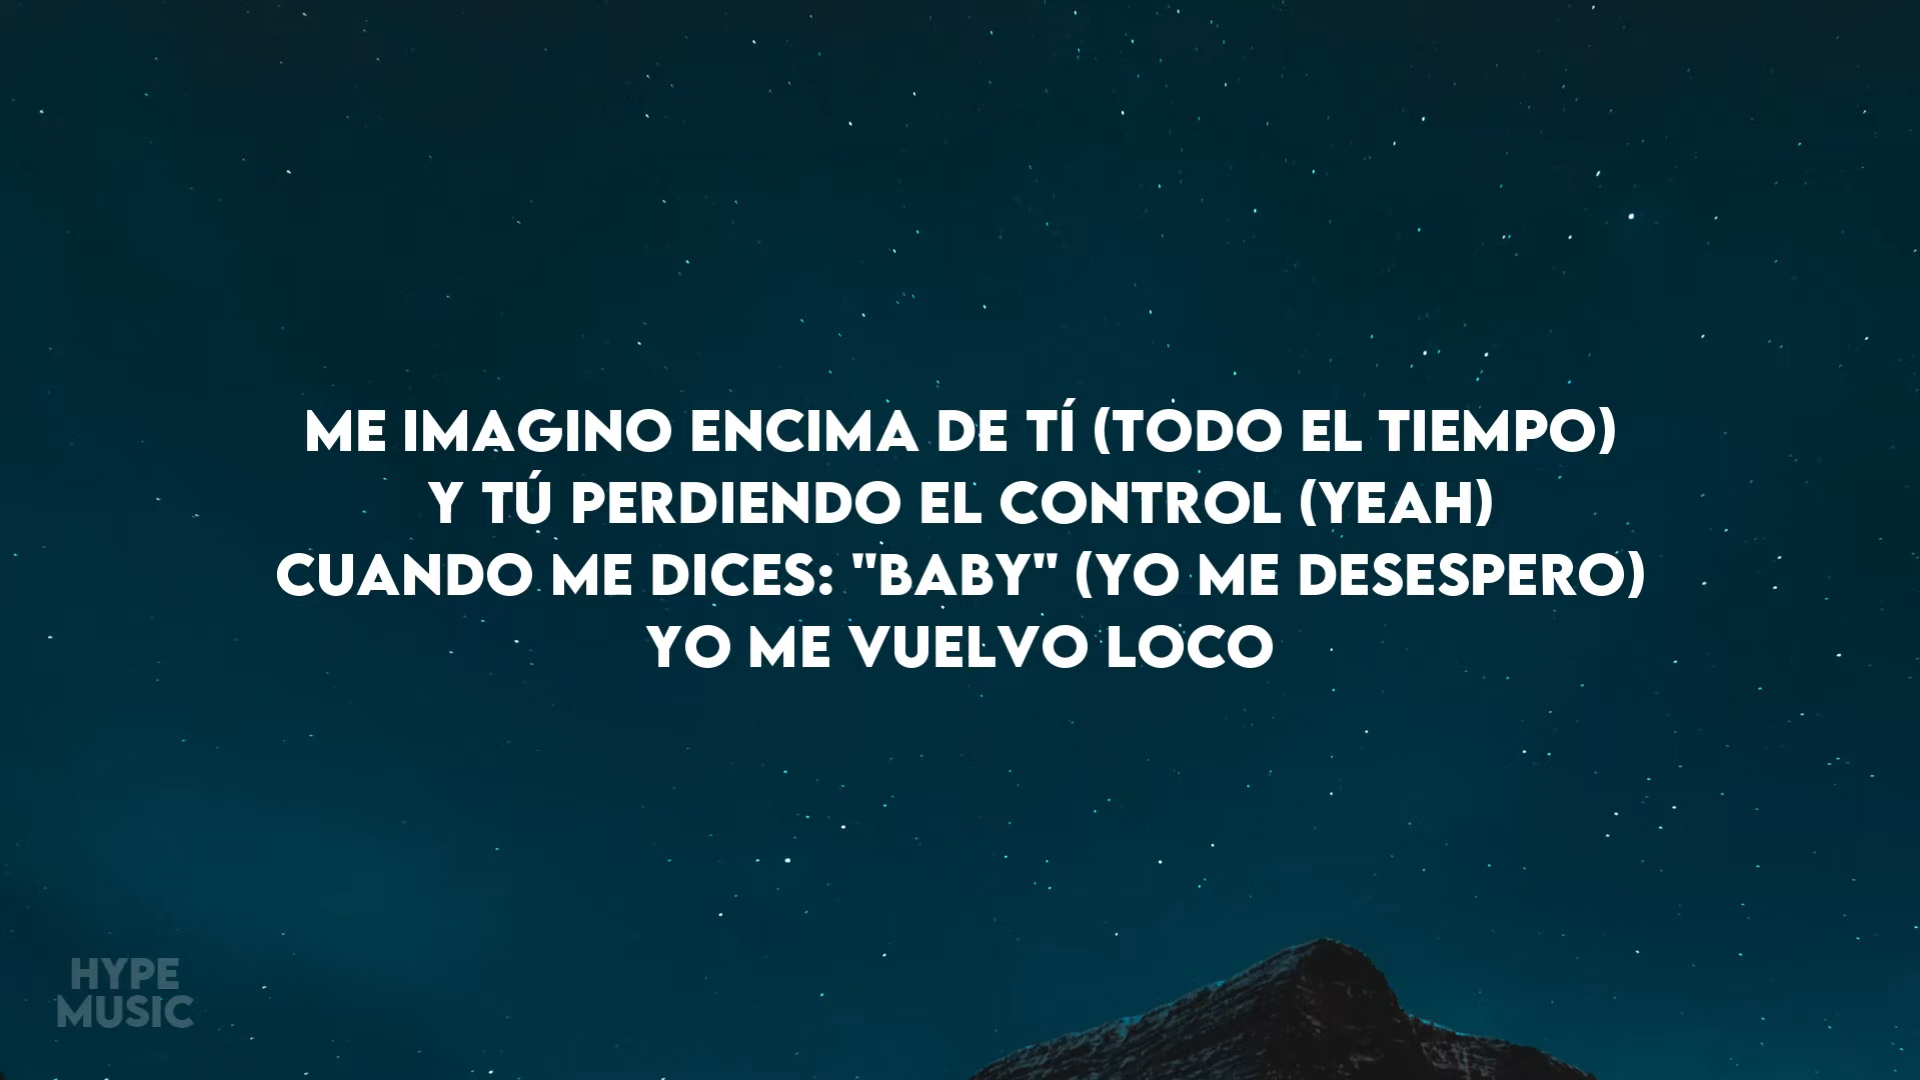 ME IMAGINO ENCIMA DE TÍ (TODO EL TIEMPO)
Y TÚ PERDIENDO EL CONTROL (YEAH)
CUANDO ME DICES: "BABY" (YO ME DESESPERO)
YO ME VUELVO LOCO
HYPE
MUSIC